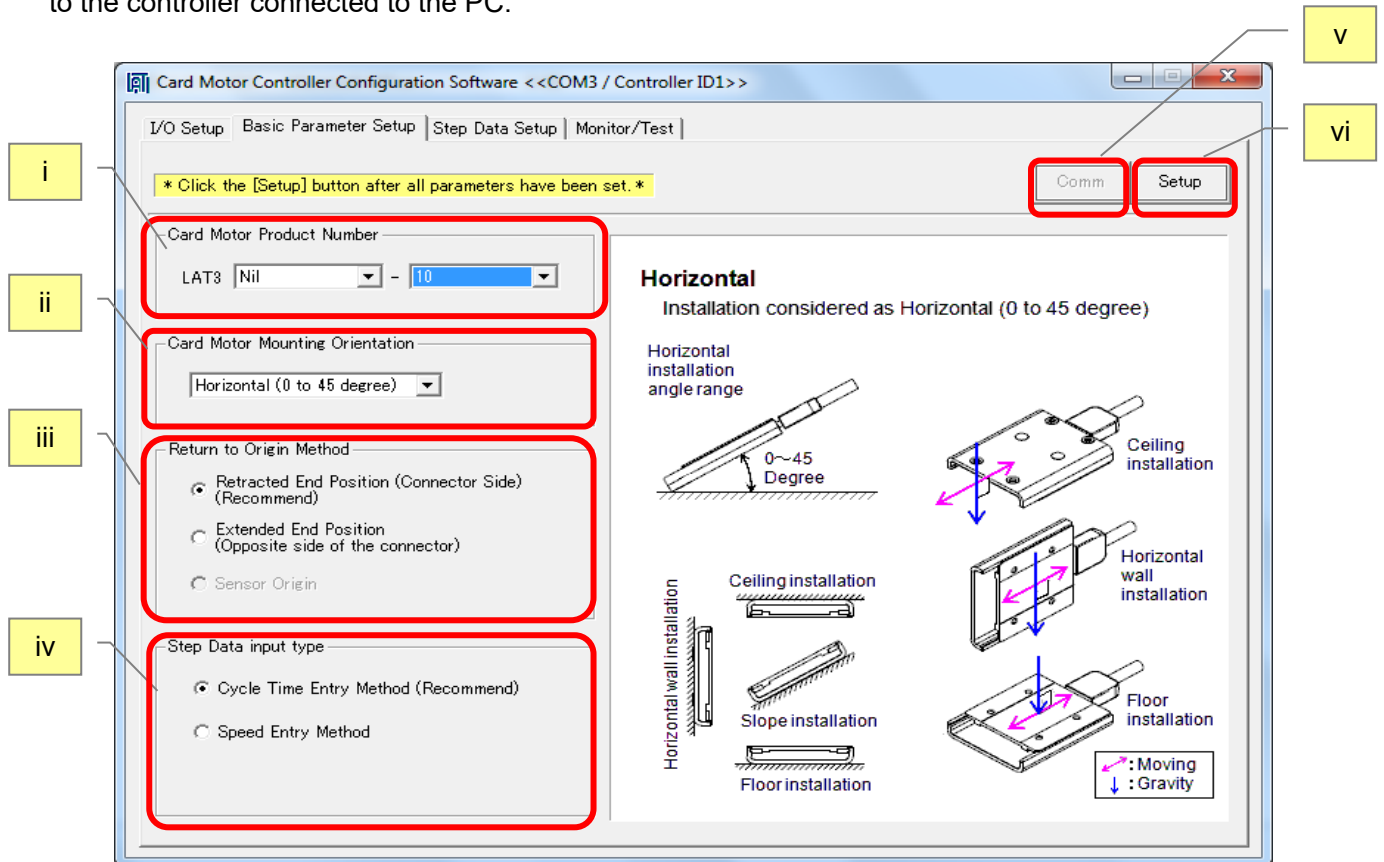 to the controller connected to the PC.
v
Card Motor Controller Configuration Software <<COM3 / Controller ID1>>
I/O Setup Basic Parameter Setup Step Data Setup Monitor/Test
vi
i
* Click the [Setup] button after all parameters have been set. *
Comm
Setup
Card Motor Product Number
LAT3 Nil - 10
ii
Card Motor Mounting Orientation
Horizontal (0 to 45 degree)
iii
Return to Origin Method
Retracted End Position (Connector Side)
(Recommend)
Extended End Position
(Opposite side of the connector)
Sensor Origin
iv
Step Data input type
Cycle Time Entry Method (Recommend)
Speed Entry Method
Horizontal
Installation considered as Horizontal (0 to 45 degree)
Horizontal
installation
angle range
0~45
Degree
Ceiling
installation
Horizontal
wall
installation
Floor
installation
Horizontal wall installation
Ceiling installation
Slope installation
Floor installation
: Moving
: Gravity